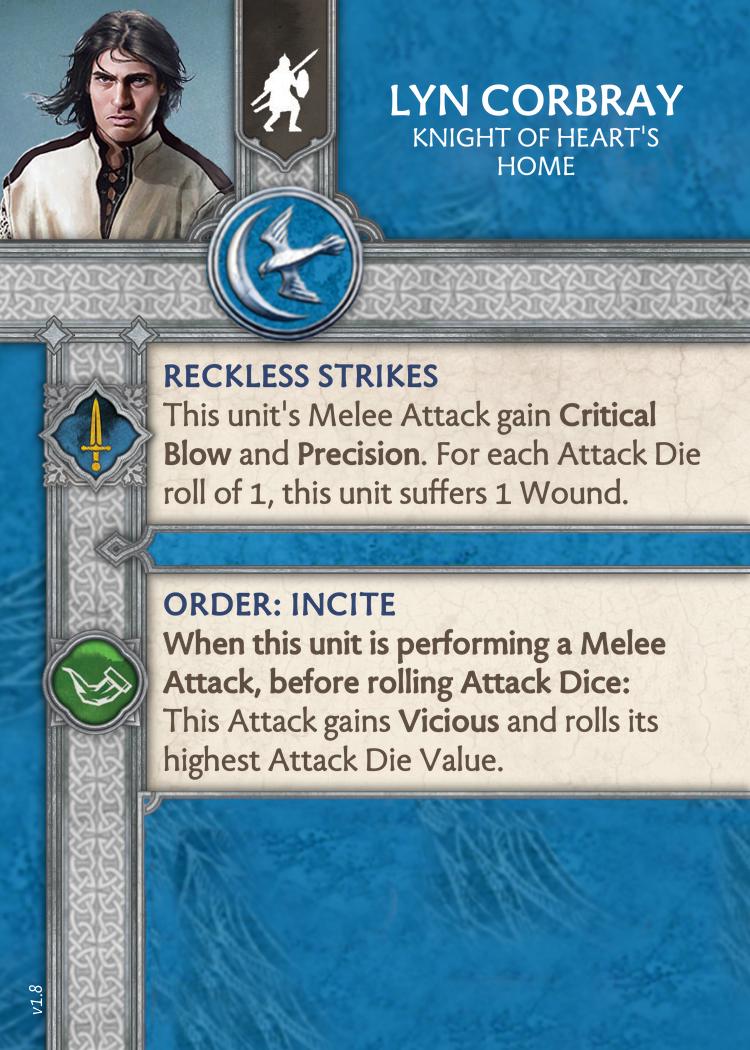 LYN CORBRAY
KNIGHT OF HEART'S
HOME
RECKLESS STRIKES
This unit's Melee Attack gain Critical
Blow and Precision. For each Attack Die
roll of 1, this unit suffers 1 Wound.
ORDER: INCITE
When this unit is performing a Melee
Attack, before rolling Attack Dice:
This Attack gains Vicious and rolls its
highest Attack Die Value.
v1.8